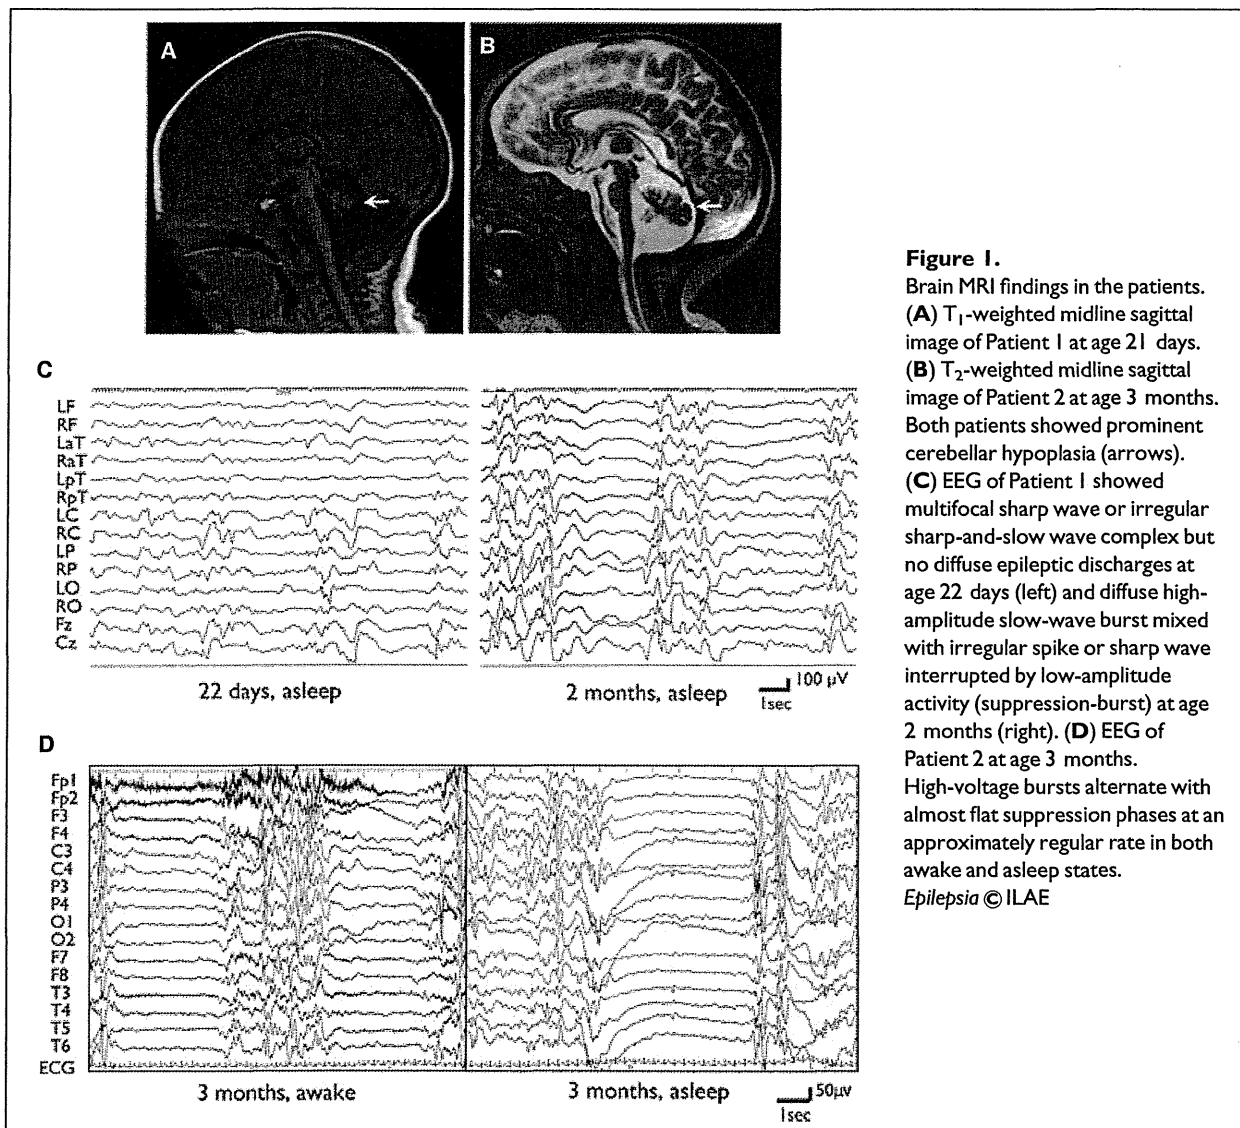 A
B
Figure 1.
Brain MRI findings in the patients.
(A) T1-weighted midline sagittal
image of Patient 1 at age 21 days.
(B) T2-weighted midline sagittal
image of Patient 2 at age 3 months.
Both patients showed prominent
cerebellar hypoplasia (arrows).
(C) EEG of Patient 1 showed
multifocal sharp wave or irregular
sharp-and-slow wave complex but
no diffuse epileptic discharges at
age 22 days (left) and diffuse high-
amplitude slow-wave burst mixed
with irregular spike or sharp wave
interrupted by low-amplitude
activity (suppression-burst) at age
2 months (right). (D) EEG of
Patient 2 at age 3 months.
High-voltage bursts alternate with
almost flat suppression phases at an
approximately regular rate in both
awake and asleep states.
Epilepsia © ILAE
C
LF
RF
LaT
RaT
LpT
RpT
LC
RC
LP
RP
LO
RO
Fz
Cz
22 days, asleep
2 months, asleep
100 μV
1sec
D
Fp1
Fp2
F3
F4
C3
C4
P3
P4
O1
O2
F7
F8
T3
T4
T5
T6
ECG
3 months, awake
3 months, asleep
50μv
1sec